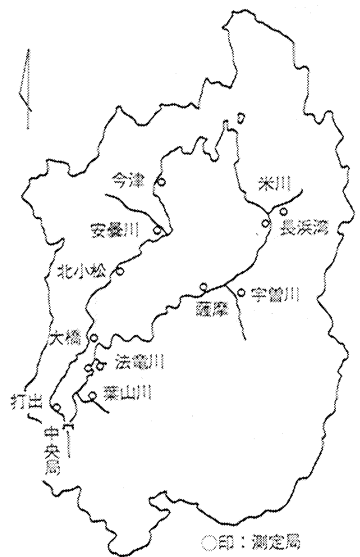 今津
米川
安曇川
長浜湾
北小松
薩摩
宇曽川
大橋
法竜川
葉山川
打出
中央局
○印：測定局